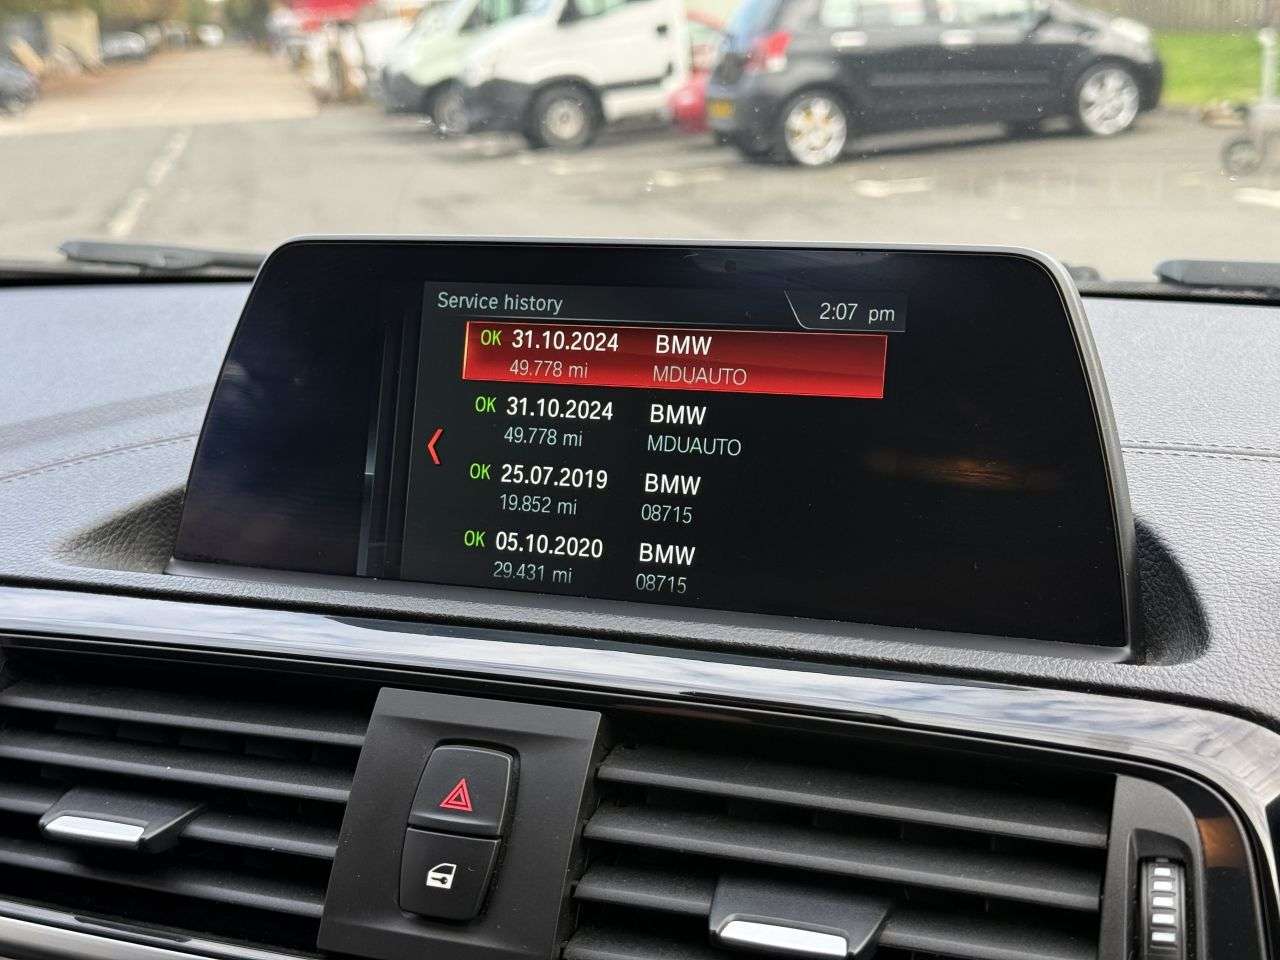 Service history 2:07 pm
OK 31.10.2024 BMW
49.778 mi MDUAUTO
OK 31.10.2024 BMW
49.778 mi MDUAUTO
OK 25.07.2019 BMW
19.852 mi 08715
OK 05.10.2020 BMW
29.431 mi 08715